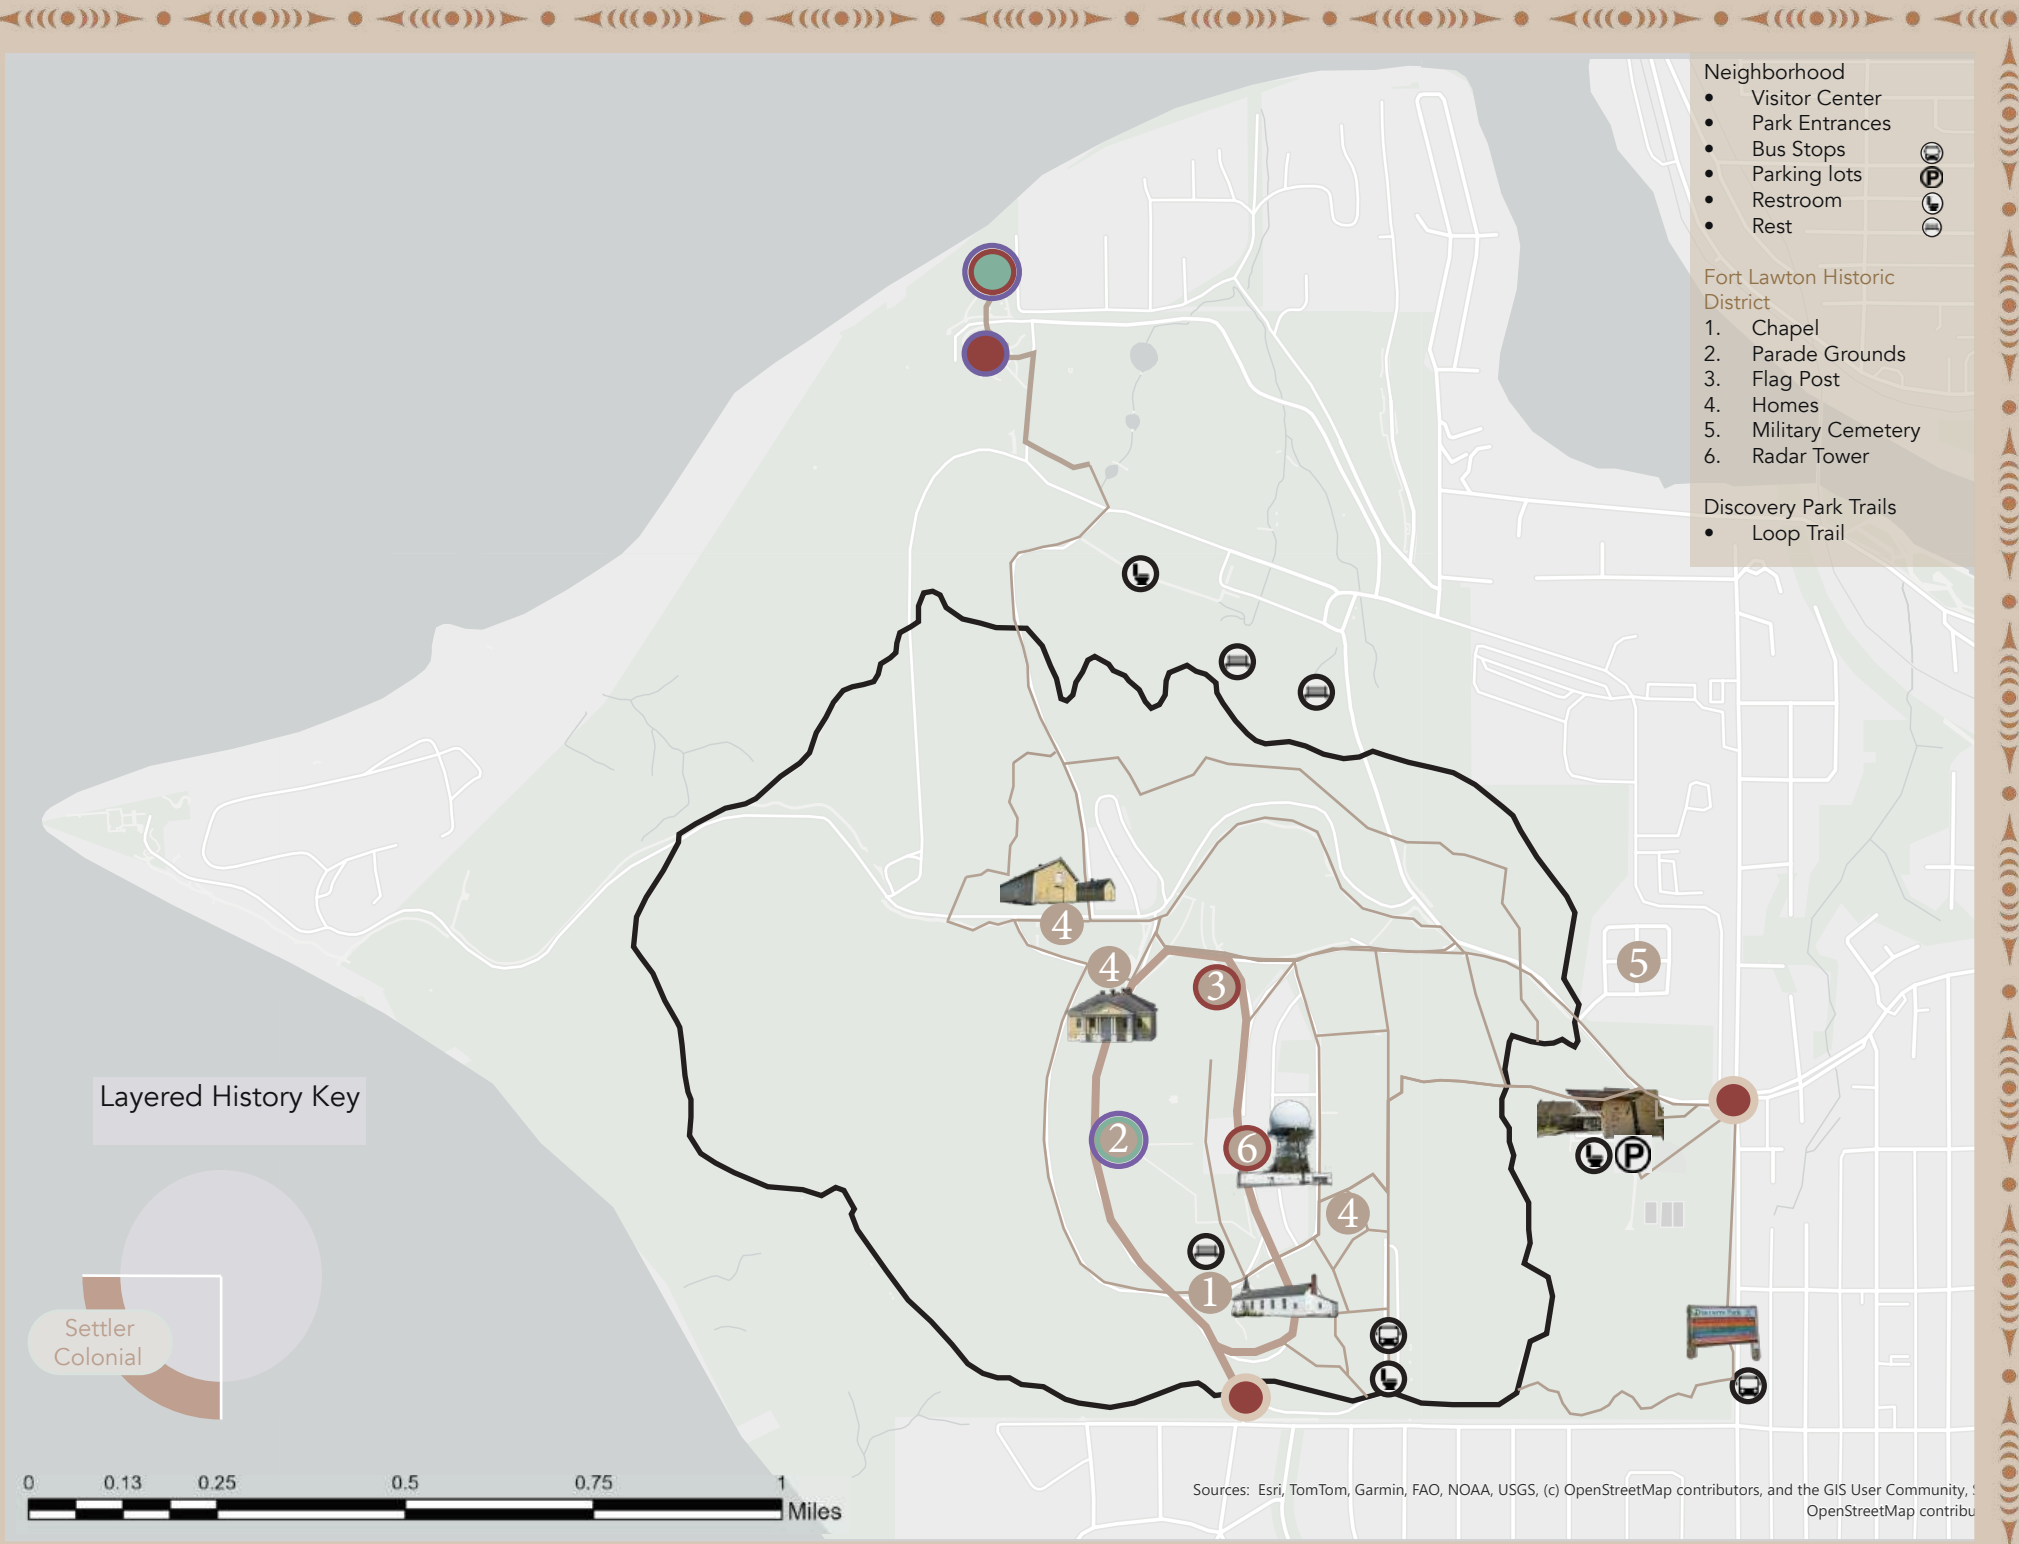 Neighborhood
• Visitor Center
• Park Entrances
• Bus Stops
• Parking lots
P
• Restroom
• Rest
Fort Lawton Historic
District
1. Chapel
2. Parade Grounds
3. Flag Post
4. Homes
5. Military Cemetery
6. Radar Tower
Discovery Park Trails
• Loop Trail
4
4
3
5
2
6
P
4
1
Discovery Park
Layered History Key
Settler
Colonial
0 0.13 0.25 0.5 0.75 1
Miles
Sources: Esri, TomTom, Garmin, FAO, NOAA, USGS, (c) OpenStreetMap contributors, and the GIS User Community,
OpenStreetMap contribu